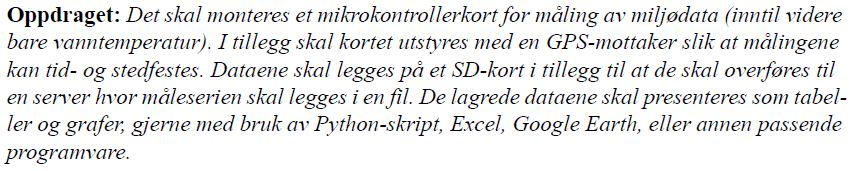 Oppdraget: Det skal monteres et mikrokontrollerkort for måling av miljødata (inntil videre
bare vanntemperatur). I tillegg skal kortet utstyres med en GPS-mottaker slik at målingene
kan tid- og stedfestes. Dataene skal legges på et SD-kort i tillegg til at de skal overføres til
en server hvor måleserien skal legges i en fil. De lagrede dataene skal presenteres som tabel-
ler og grafer, gjerne med bruk av Python-skript, Excel, Google Earth, eller annen passende
programvare.